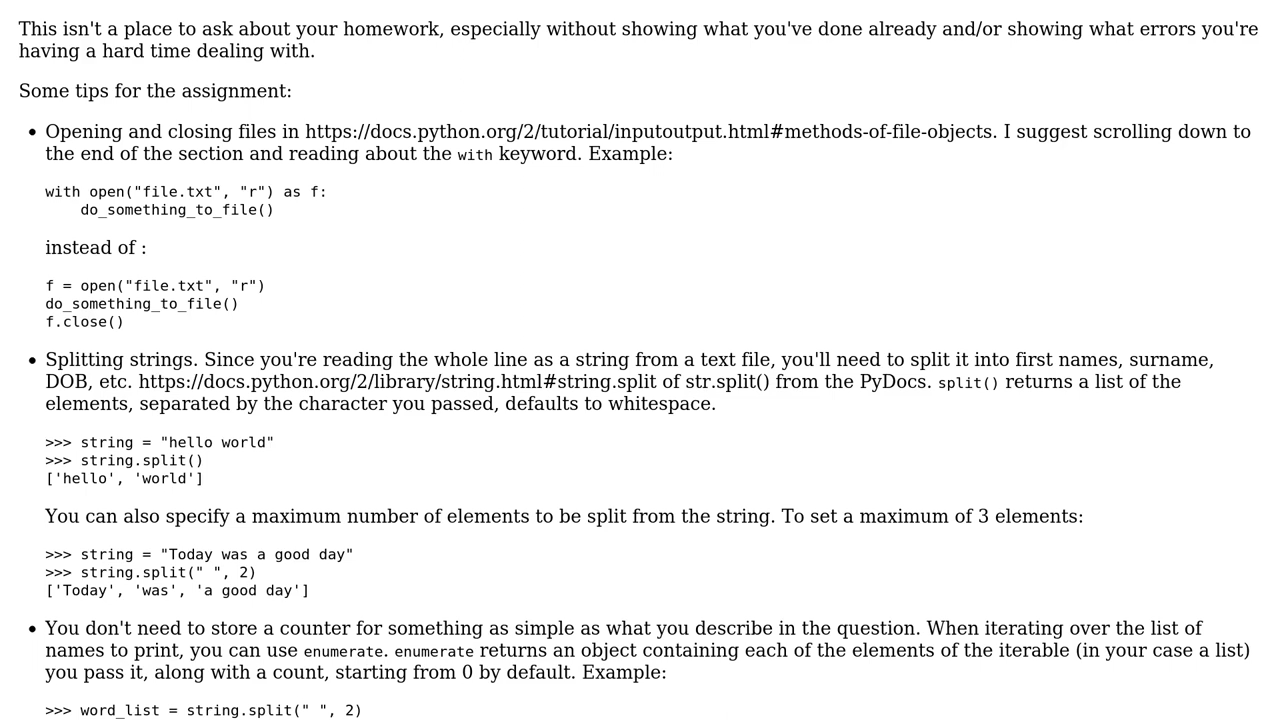 This isn't a place to ask about your homework, especially without showing what you've done already and/or showing what errors you're
having a hard time dealing with.
Some tips for the assignment:
• Opening and closing files in https://docs.python.org/2/tutorial/inputoutput.html#methods-of-file-objects. I suggest scrolling down to
the end of the section and reading about the with keyword. Example:
with open("file.txt", "r") as f:
    do_something_to_file()
instead of :
f = open("file.txt", "r")
do_something_to_file()
f.close()
• Splitting strings. Since you're reading the whole line as a string from a text file, you'll need to split it into first names, surname,
DOB, etc. https://docs.python.org/2/library/string.html#string.split of str.split() from the PyDocs. split() returns a list of the
elements, separated by the character you passed, defaults to whitespace.
>>> string = "hello world"
>>> string.split()
['hello', 'world']
You can also specify a maximum number of elements to be split from the string. To set a maximum of 3 elements:
>>> string = "Today was a good day"
>>> string.split(" ", 2)
['Today', 'was', 'a good day']
• You don't need to store a counter for something as simple as what you describe in the question. When iterating over the list of
names to print, you can use enumerate. enumerate returns an object containing each of the elements of the iterable (in your case a list)
you pass it, along with a count, starting from 0 by default. Example:
>>> word_list = string.split(" ", 2)